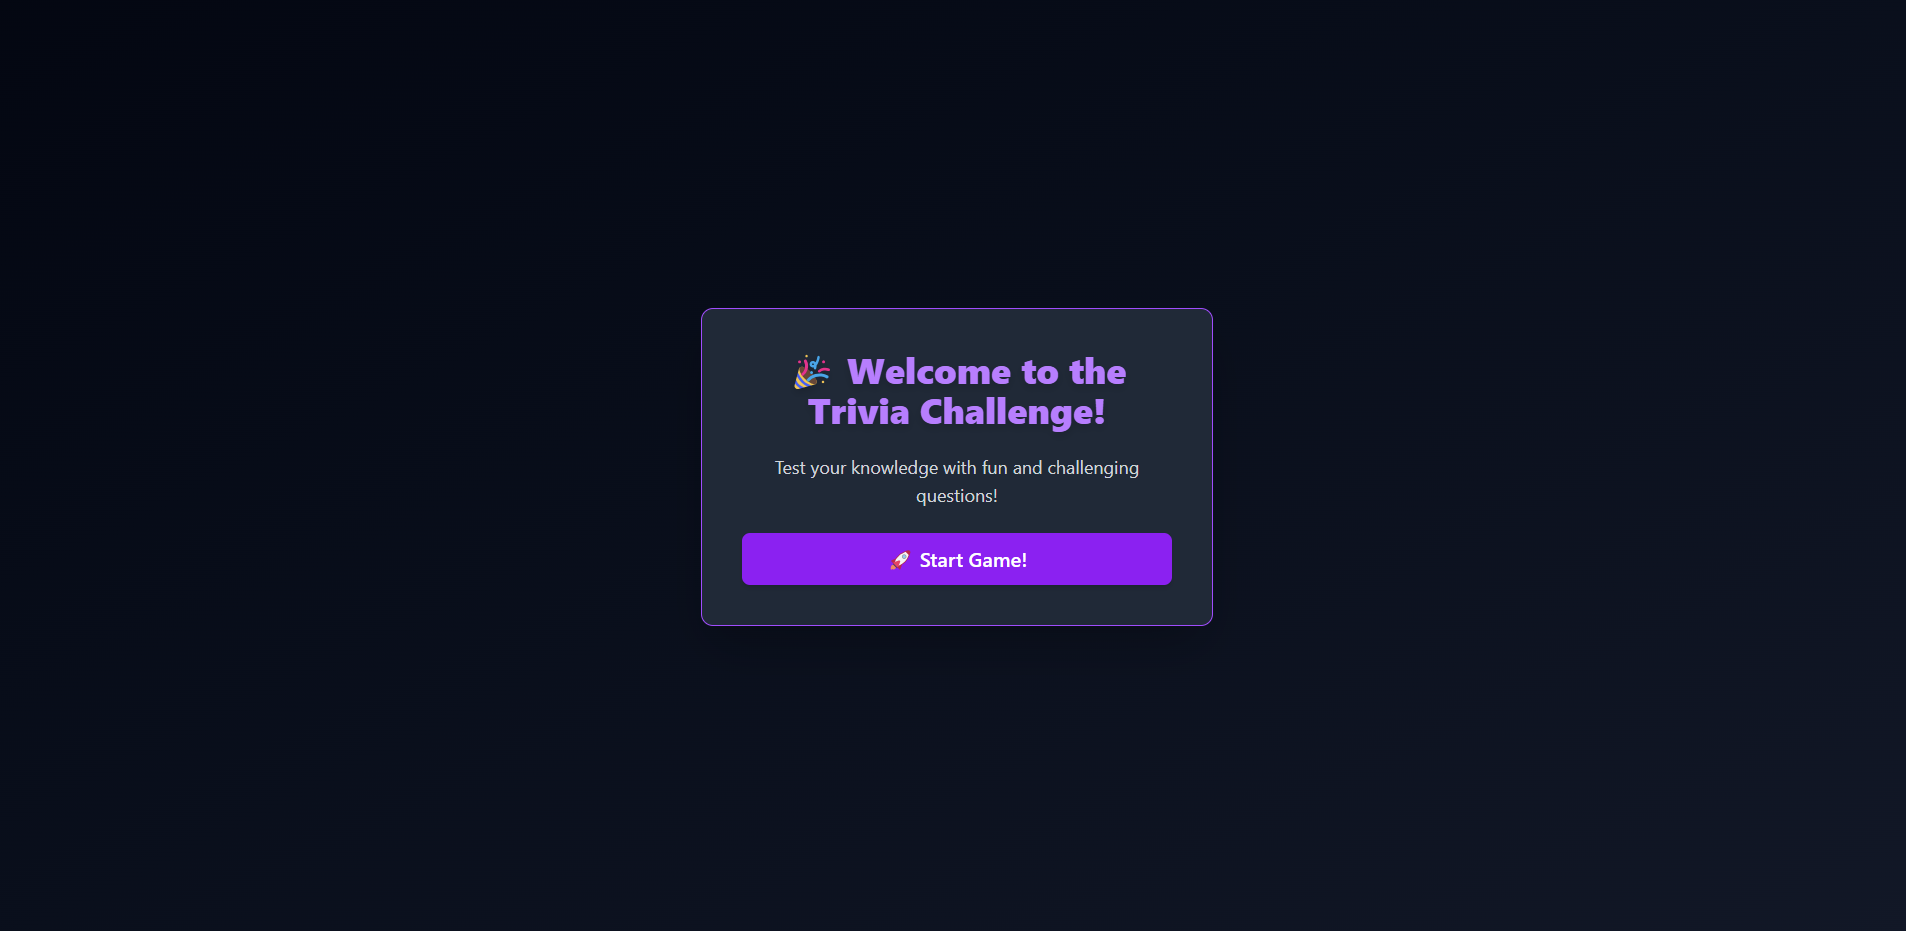 🎉 Welcome to the
Trivia Challenge!
Test your knowledge with fun and challenging
questions!
🚀 Start Game!